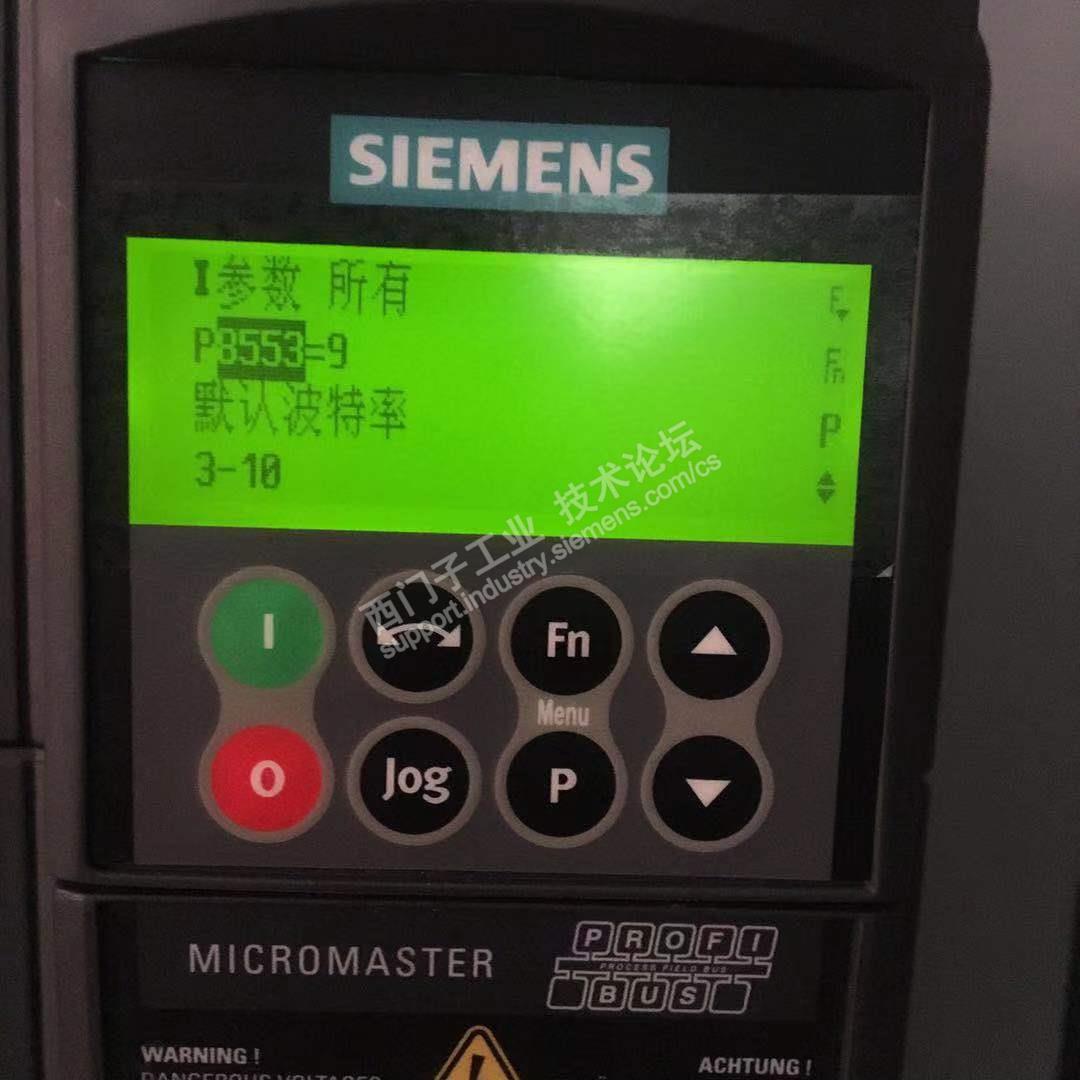 SIEMENS
I参数 所有
P8553=9
默认波特率
3-10
Fn
P
西门子工业 技术论坛
support.industry.siemens.com/cs
I
Fn
Menu
O
Jog
P
MICROMASTER
PROFI
PROCESS FIELD BUS
BUS
WARNING !
ACHTUNG !
DANGEROUS VOLTAGES